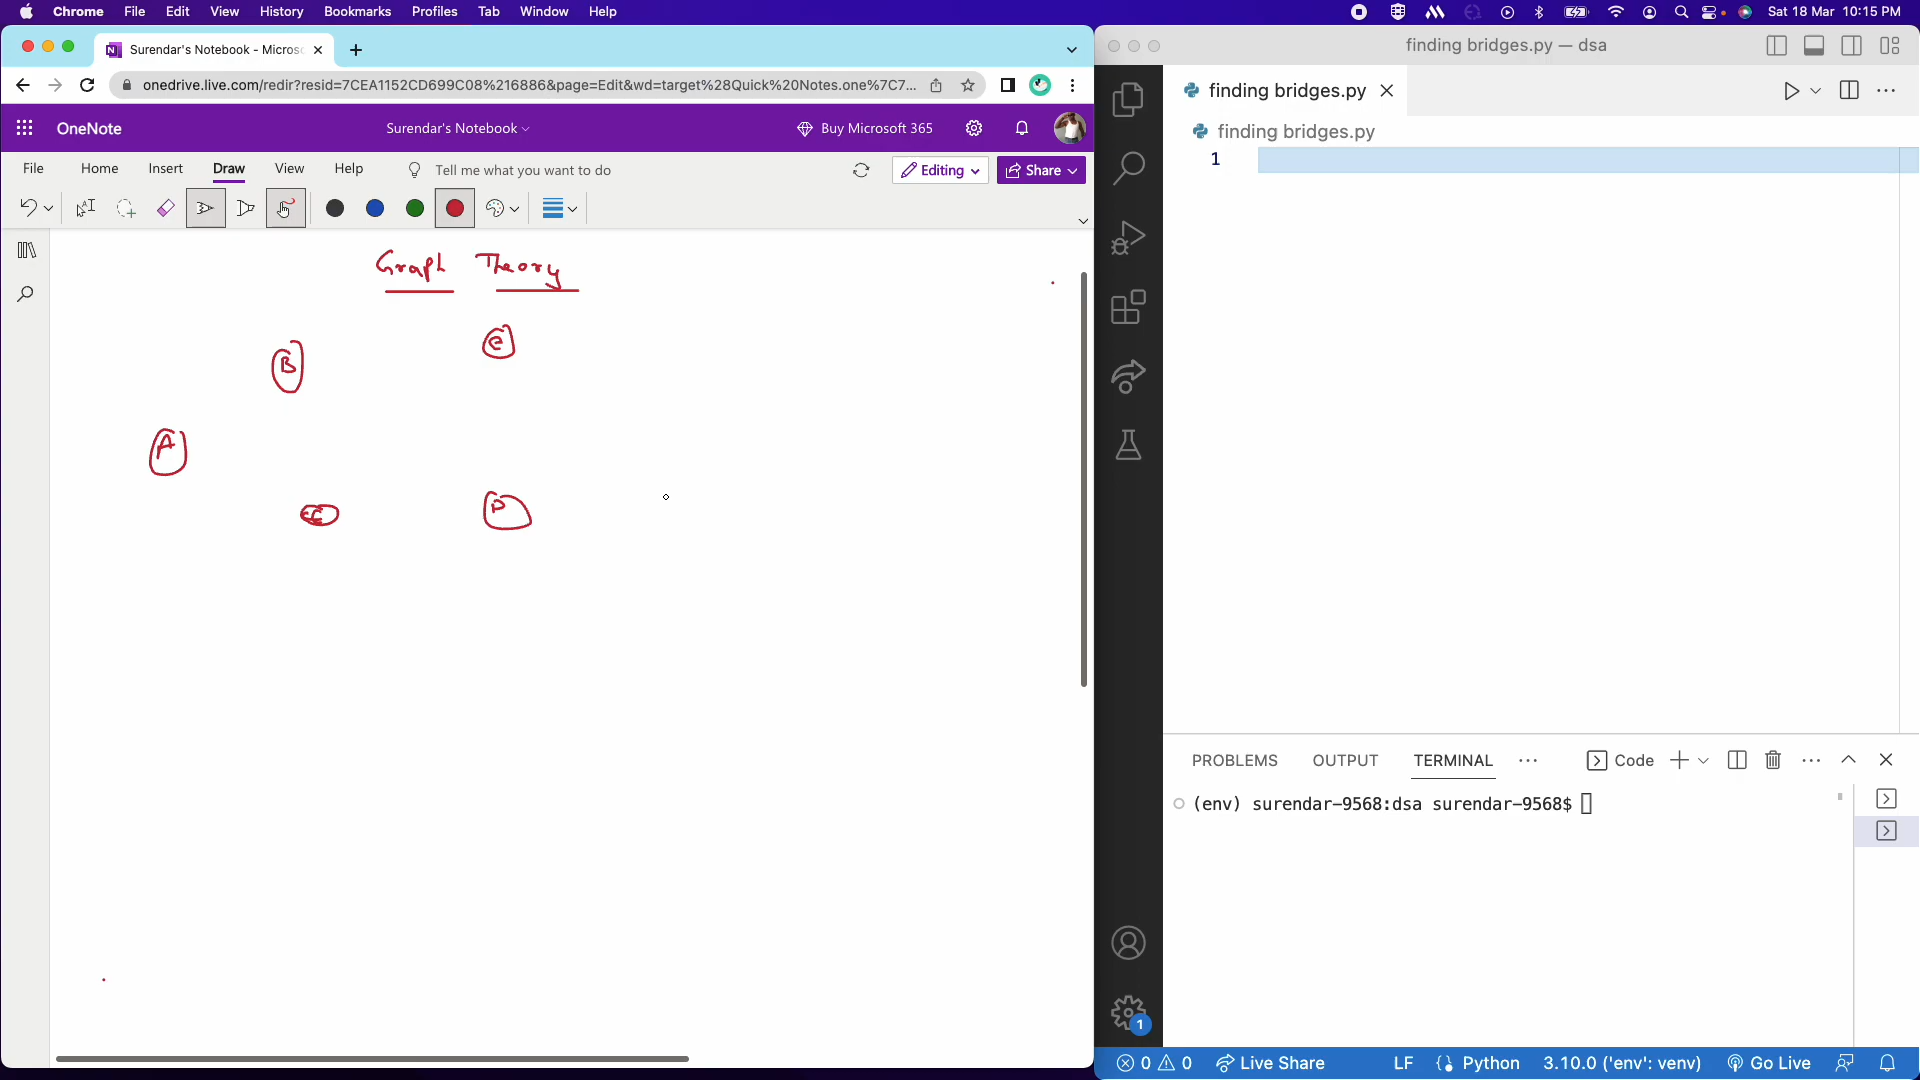 Chrome File Edit View History Bookmarks Profiles Tab Window Help Sat 18 Mar 10:15 PM
Surendar's Notebook - Microso
onedrive.live.com/redir?resid=7CEA1152CD699C08%216886&page=Edit&wd=target%28Quick%20Notes.one%7C7...
OneNote Surendar's Notebook Buy Microsoft 365
File Home Insert Draw View Help Tell me what you want to do Editing Share
Graph Theory
B
e
A
C
D
finding bridges.py — dsa
finding bridges.py
finding bridges.py
1
PROBLEMS OUTPUT TERMINAL ... Code
(env) surendar-9568:dsa surendar-9568$
1
0 0 Live Share LF Python 3.10.0 ('env': venv) Go Live